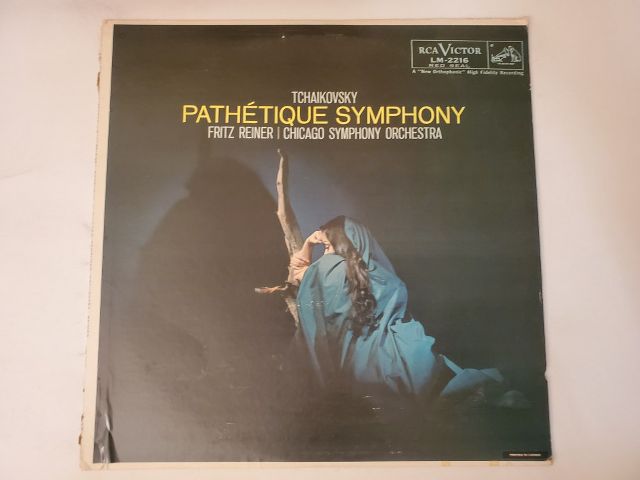 RCA VICTOR
LM-2216
RED SEAL
A "New Orthophonic" High Fidelity Recording
TCHAIKOVSKY
PATHÉTIQUE SYMPHONY
FRITZ REINER | CHICAGO SYMPHONY ORCHESTRA